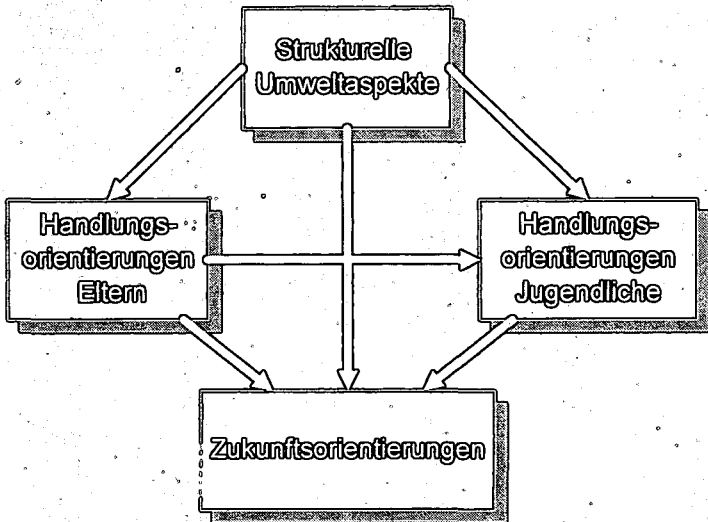 Strukturelle
Umweltaspekte
Handlungs-
orientierungen
Eltern
Handlungs-
orientierungen
Jugendliche
Zukunftsorientierungen